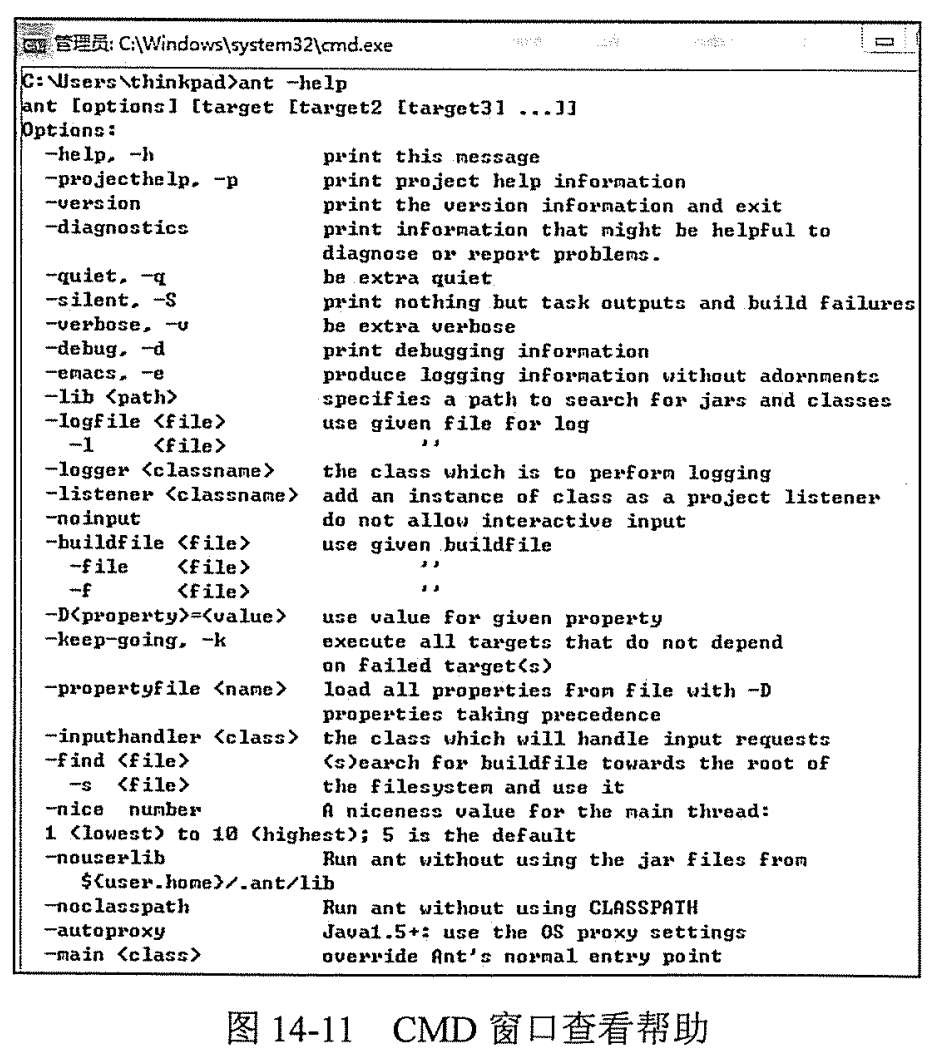 管理员: C:\Windows\system32\cmd.exe
C:\Users\thinkpad>ant -help
ant [options] [target [target2 [target3] ...]]
Options:
  -help, -h              print this message
  -projecthelp, -p       print project help information
  -version               print the version information and exit
  -diagnostics           print information that might be helpful to
                         diagnose or report problems.
  -quiet, -q             be extra quiet
  -silent, -S            print nothing but task outputs and build failures
  -verbose, -v           be extra verbose
  -debug, -d             print debugging information
  -emacs, -e             produce logging information without adornments
  -lib <path>            specifies a path to search for jars and classes
  -logfile <file>        use given file for log
    -l     <file>                ''
  -logger <classname>    the class which is to perform logging
  -listener <classname>  add an instance of class as a project listener
  -noinput               do not allow interactive input
  -buildfile <file>      use given buildfile
    -file    <file>              ''
    -f       <file>              ''
  -D<property>=<value>   use value for given property
  -keep-going, -k        execute all targets that do not depend
                         on failed target(s)
  -propertyfile <name>   load all properties from file with -D
                         properties taking precedence
  -inputhandler <class>  the class which will handle input requests
  -find <file>           (s)earch for buildfile towards the root of
    -s  <file>           the filesystem and use it
  -nice  number          A niceness value for the main thread:
  1 (lowest) to 10 (highest); 5 is the default
  -nouserlib             Run ant without using the jar files from
     ${user.home}/.ant/lib
  -noclasspath           Run ant without using CLASSPATH
  -autoproxy             Java1.5+: use the OS proxy settings
  -main <class>          override Ant's normal entry point
图 14-11 CMD 窗口查看帮助